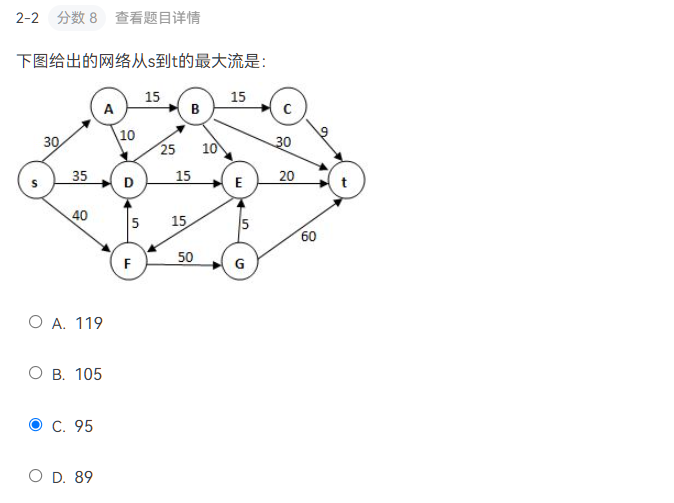 2-2 分数 8 查看题目详情
下图给出的网络从s到t的最大流是：
15 15
A B C
30 10 25 10 30 9
s 35 D 15 E 20 t
40 5 15 5 60
F 50 G
A. 119
B. 105
C. 95
D. 89